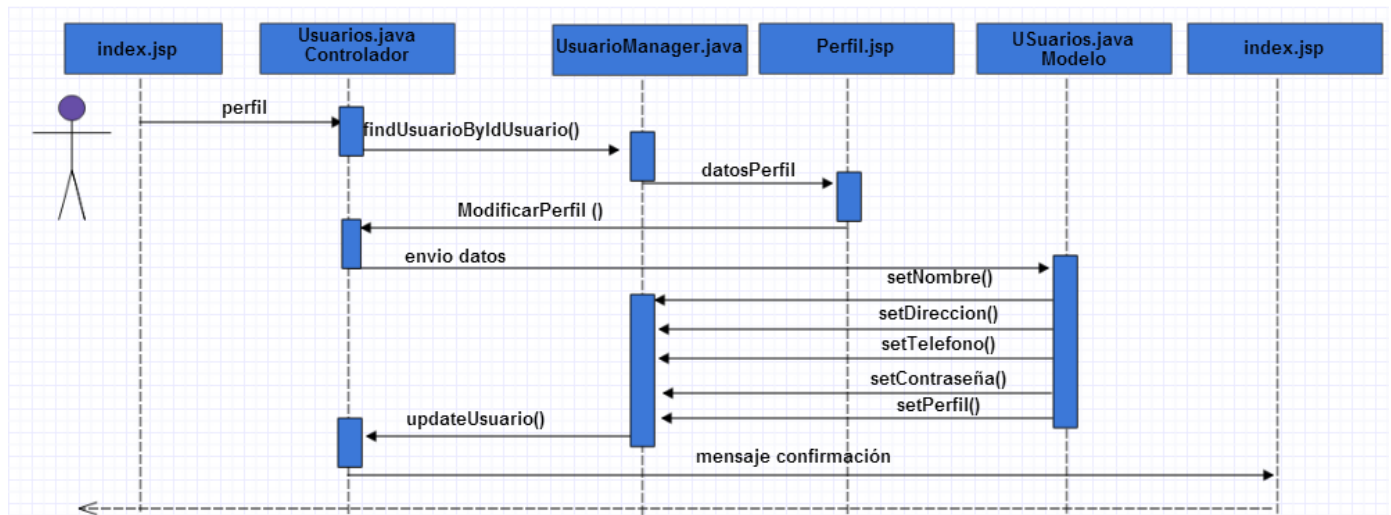 index.jsp
Usuarios.java
Controlador
UsuarioManager.java
Perfil.jsp
USuarios.java
Modelo
index.jsp
perfil
findUsuarioByIdUsuario()
datosPerfil
ModificarPerfil ()
envio datos
setNombre()
setDireccion()
setTelefono()
setContraseña()
setPerfil()
updateUsuario()
mensaje confirmación